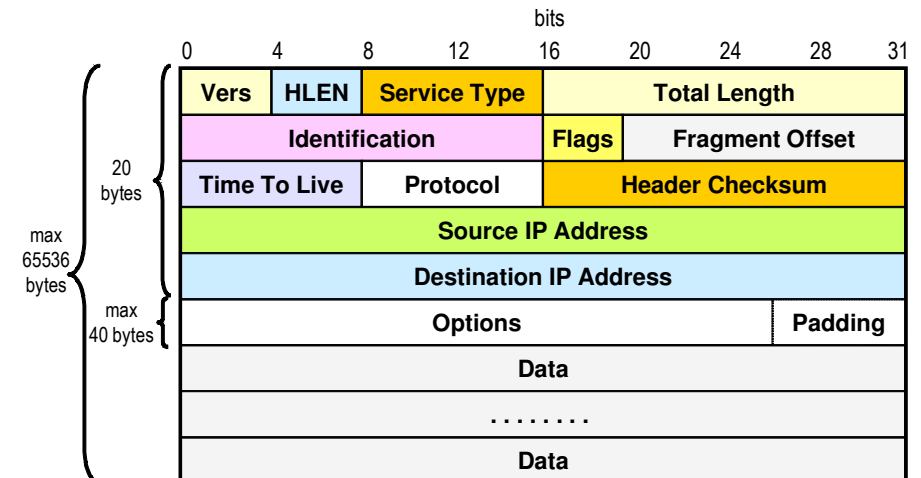 bits
0 4 8 12 16 20 24 28 31
Vers HLEN Service Type Total Length
Identification Flags Fragment Offset
20
bytes
Time To Live Protocol Header Checksum
Source IP Address
max
65536
bytes
Destination IP Address
max
40 bytes
Options Padding
Data
. . . . . . . .
Data